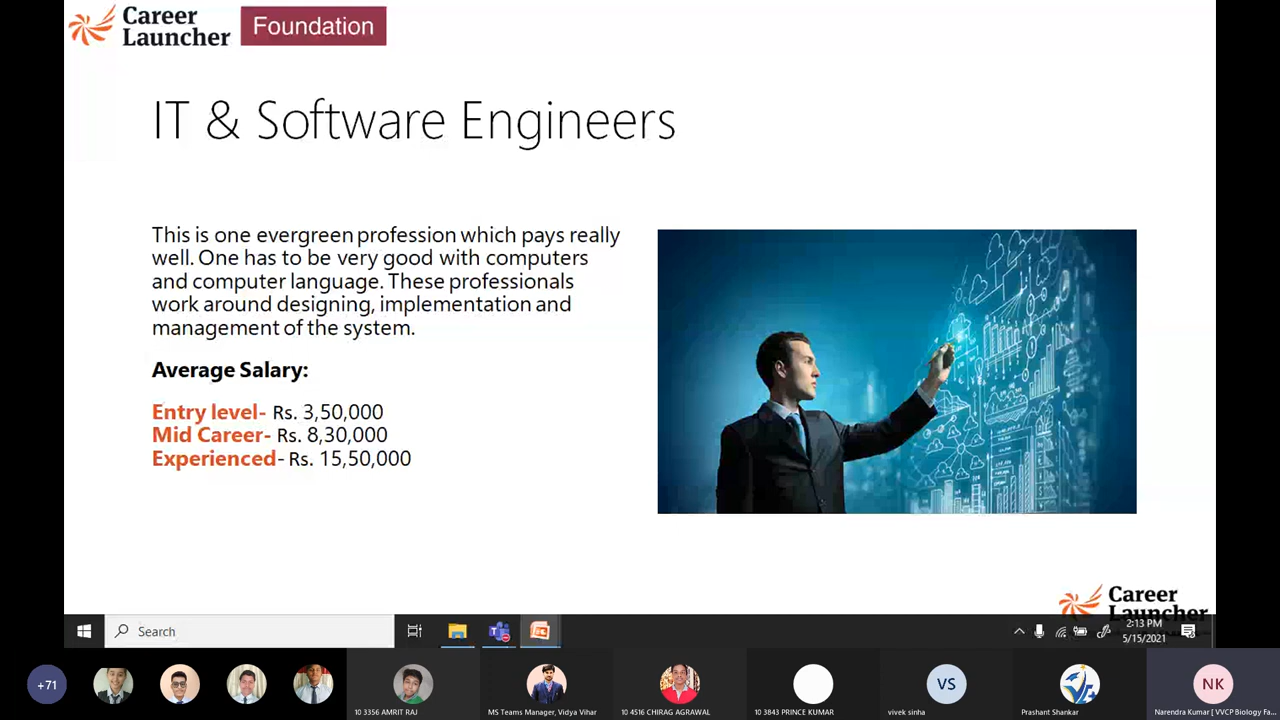 Career
Launcher
Foundation
IT & Software Engineers
This is one evergreen profession which pays really
well. One has to be very good with computers
and computer language. These professionals
work around designing, implementation and
management of the system.
Average Salary:
Entry level- Rs. 3,50,000
Mid Career- Rs. 8,30,000
Experienced- Rs. 15,50,000
Career
Launcher
Search
2:13 PM
5/15/2021
+71
10 3356 AMRIT RAJ
MS Teams Manager, Vidya Vihar
10 4516 CHIRAG AGRAWAL
10 3843 PRINCE KUMAR
VS
vivek sinha
Prashant Shankar
NK
Narendra Kumar [ VVCP Biology Fa...